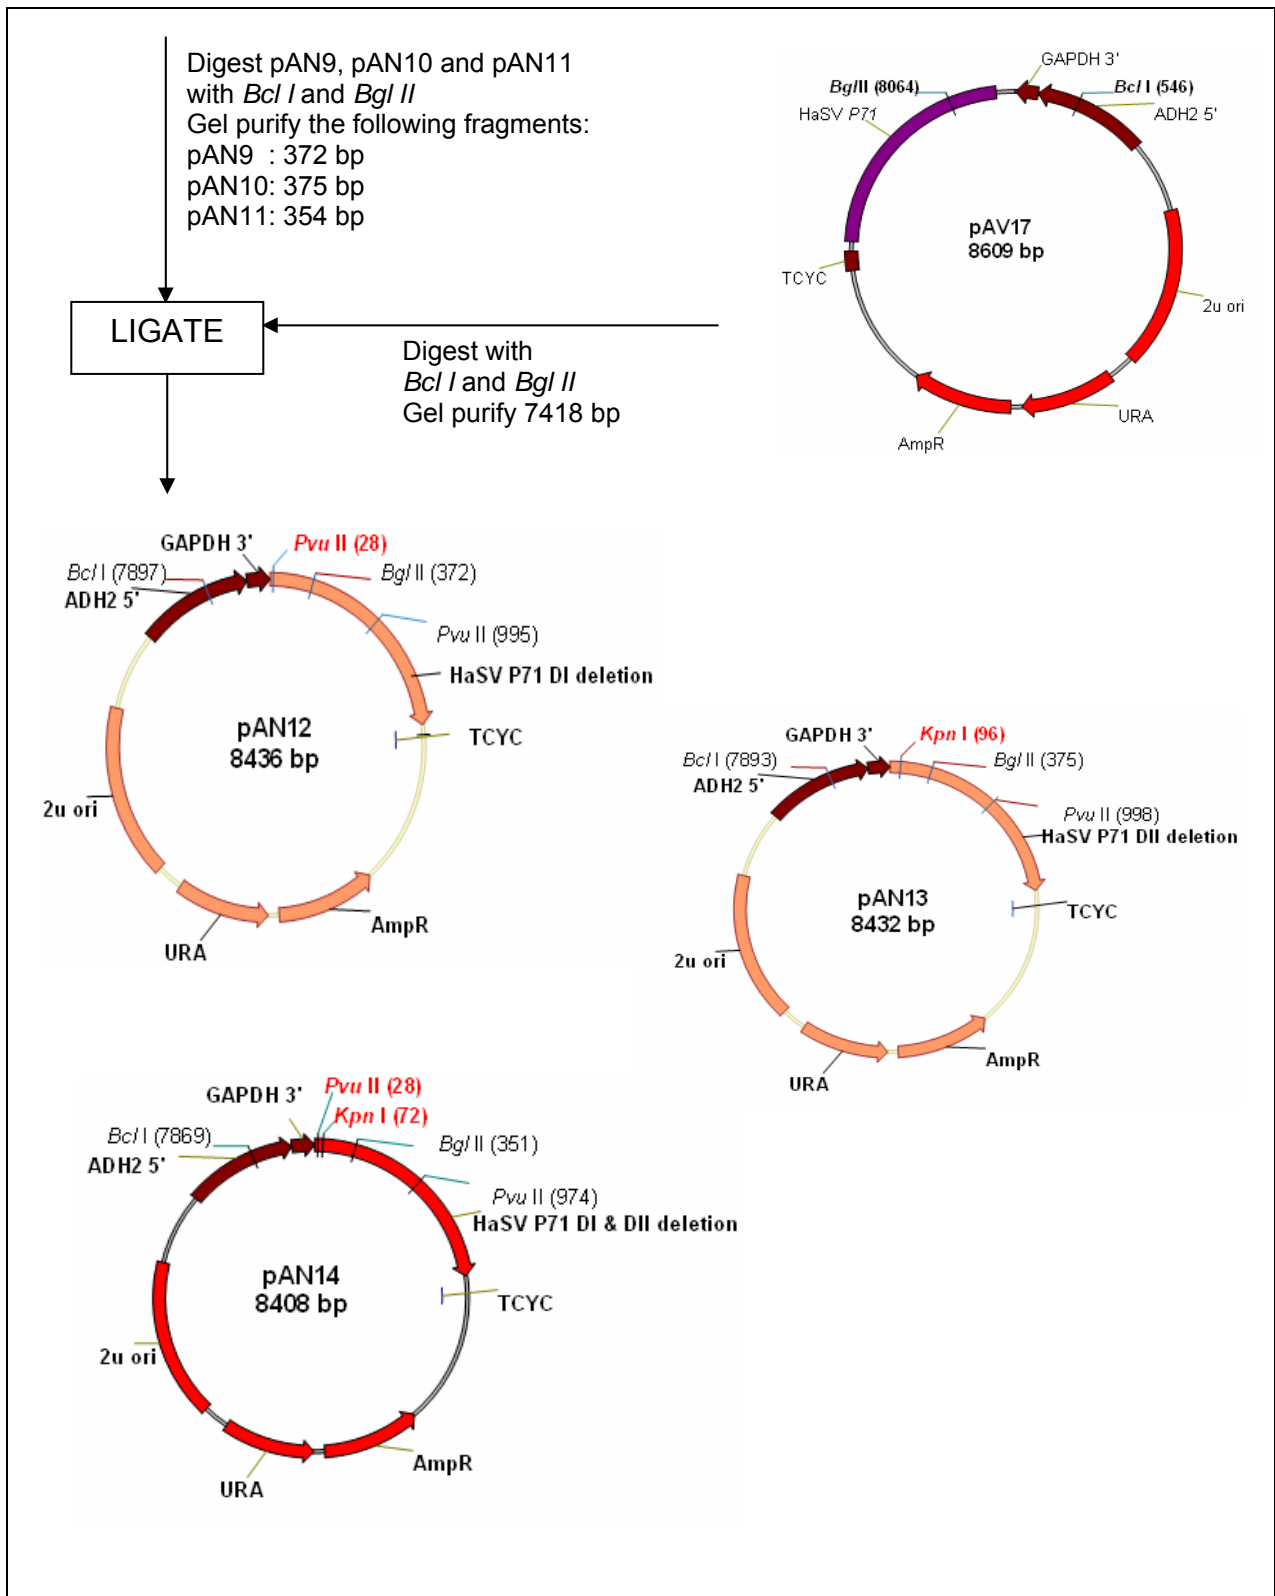 Digest pAN9, pAN10 and pAN11
with Bcl I and Bgl II
Gel purify the following fragments:
pAN9 : 372 bp
pAN10: 375 bp
pAN11: 354 bp
LIGATE
Digest with
Bcl I and Bgl II
Gel purify 7418 bp
GAPDH 3'
BglII (8064)
Bcl I (546)
HaSV P71
ADH2 5'
pAV17
8609 bp
TCYC
2u ori
URA
AmpR
GAPDH 3'
Pvu II (28)
Bcl I (7897)
Bgl II (372)
ADH2 5'
Pvu II (995)
HaSV P71 DI deletion
pAN12
8436 bp
TCYC
2u ori
AmpR
URA
GAPDH 3'
Kpn I (96)
Bcl I (7893)
Bgl II (375)
ADH2 5'
Pvu II (998)
HaSV P71 DII deletion
pAN13
8432 bp
TCYC
2u ori
AmpR
URA
GAPDH 3'
Pvu II (28)
Kpn I (72)
Bcl I (7869)
Bgl II (351)
ADH2 5'
Pvu II (974)
HaSV P71 DI & DII deletion
pAN14
8408 bp
TCYC
2u ori
AmpR
URA